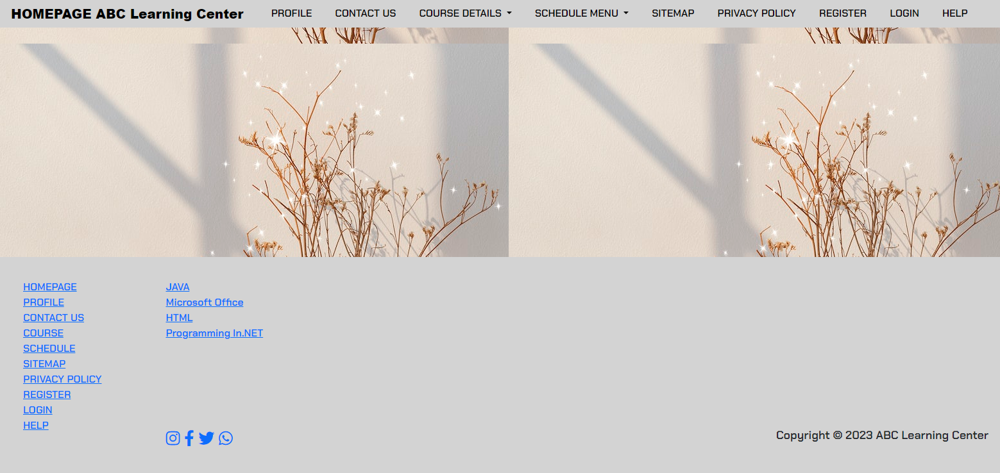 HOMEPAGE ABC Learning Center PROFILE CONTACT US COURSE DETAILS SCHEDULE MENU SITEMAP PRIVACY POLICY REGISTER LOGIN HELP
HOMEPAGE
PROFILE
CONTACT US
COURSE
SCHEDULE
SITEMAP
PRIVACY POLICY
REGISTER
LOGIN
HELP
JAVA
Microsoft Office
HTML
Programming In.NET
Copyright © 2023 ABC Learning Center